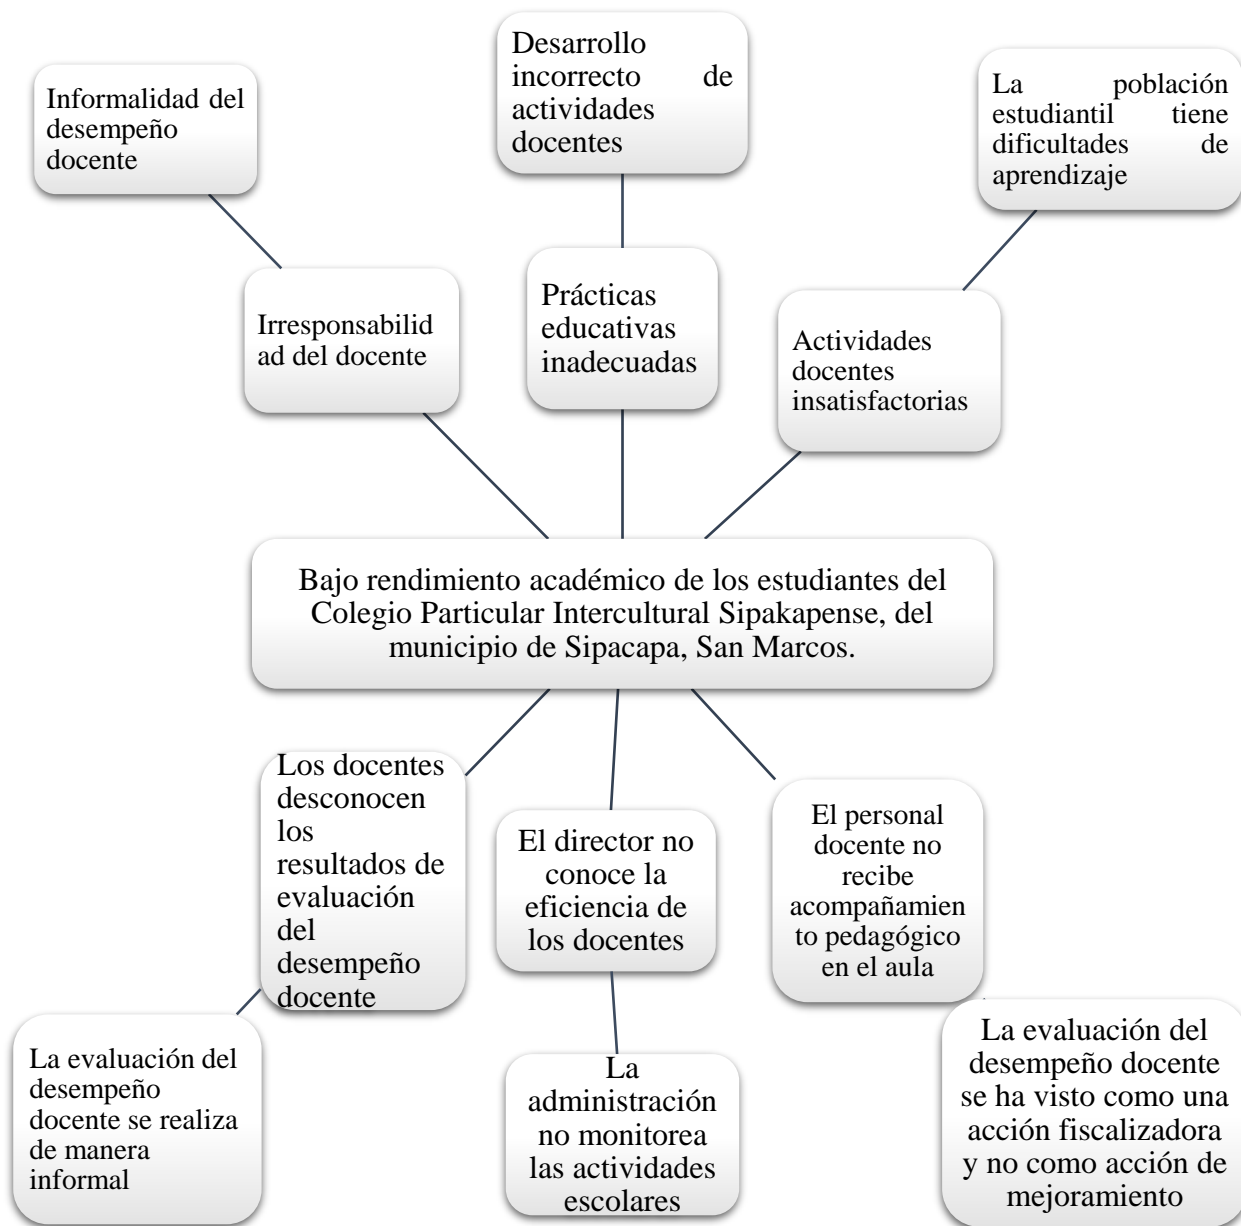 Desarrollo
incorrecto de
actividades
docentes
Informalidad del
desempeño
docente
La población
estudiantil tiene
dificultades de
aprendizaje
Irresponsabilid
ad del docente
Prácticas
educativas
inadecuadas
Actividades
docentes
insatisfactorias
Bajo rendimiento académico de los estudiantes del
Colegio Particular Intercultural Sipakapense, del
municipio de Sipacapa, San Marcos.
Los docentes
desconocen
los
resultados de
evaluación
del
desempeño
docente
El director no
conoce la
eficiencia de
los docentes
El personal
docente no
recibe
acompañamien
to pedagógico
en el aula
La evaluación del
desempeño
docente se realiza
de manera
informal
La
administración
no monitorea
las actividades
escolares
La evaluación del
desempeño docente
se ha visto como una
acción fiscalizadora
y no como acción de
mejoramiento